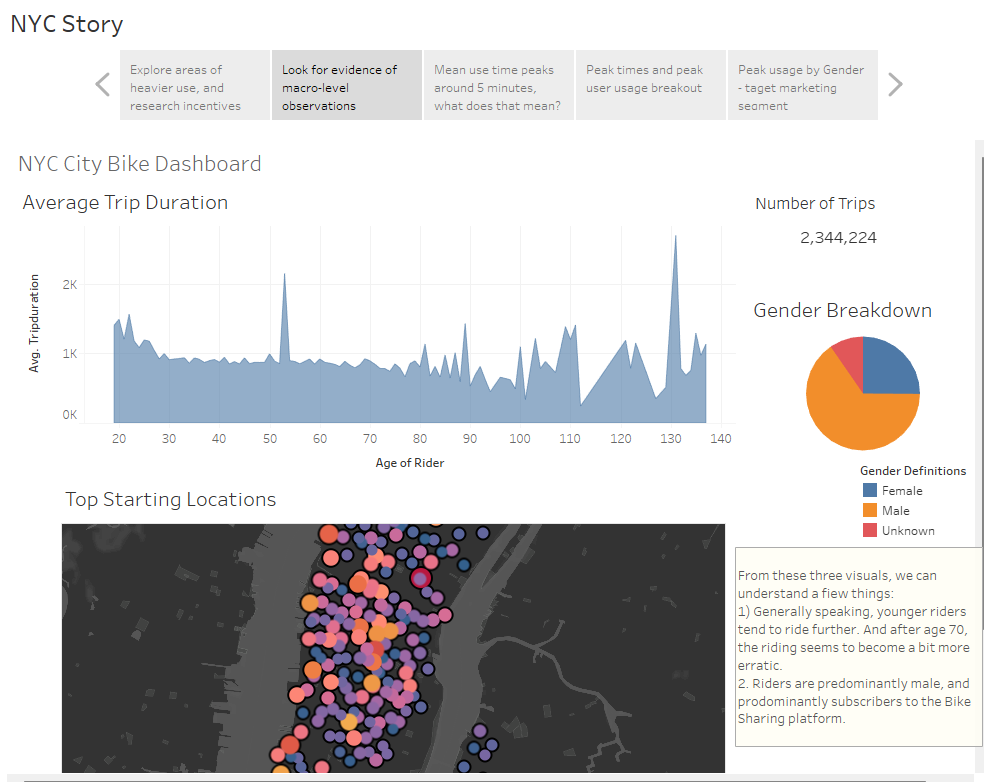 NYC Story
Explore areas of
heavier use, and
research incentives
Look for evidence of
macro-level
observations
Mean use time peaks
around 5 minutes,
what does that mean?
Peak times and peak
user usage breakout
Peak usage by Gender
- taget marketing
segment
NYC City Bike Dashboard
Average Trip Duration
Avg. Tripduration
2K
1K
0K
20 30 40 50 60 70 80 90 100 110 120 130 140
Age of Rider
Number of Trips
2,344,224
Gender Breakdown
Gender Definitions
Female
Male
Unknown
Top Starting Locations
From these three visuals, we can
understand a fiew things:
1) Generally speaking, younger riders
tend to ride further. And after age 70,
the riding seems to become a bit more
erratic.
2. Riders are predominantly male, and
prodominantly subscribers to the Bike
Sharing platform.